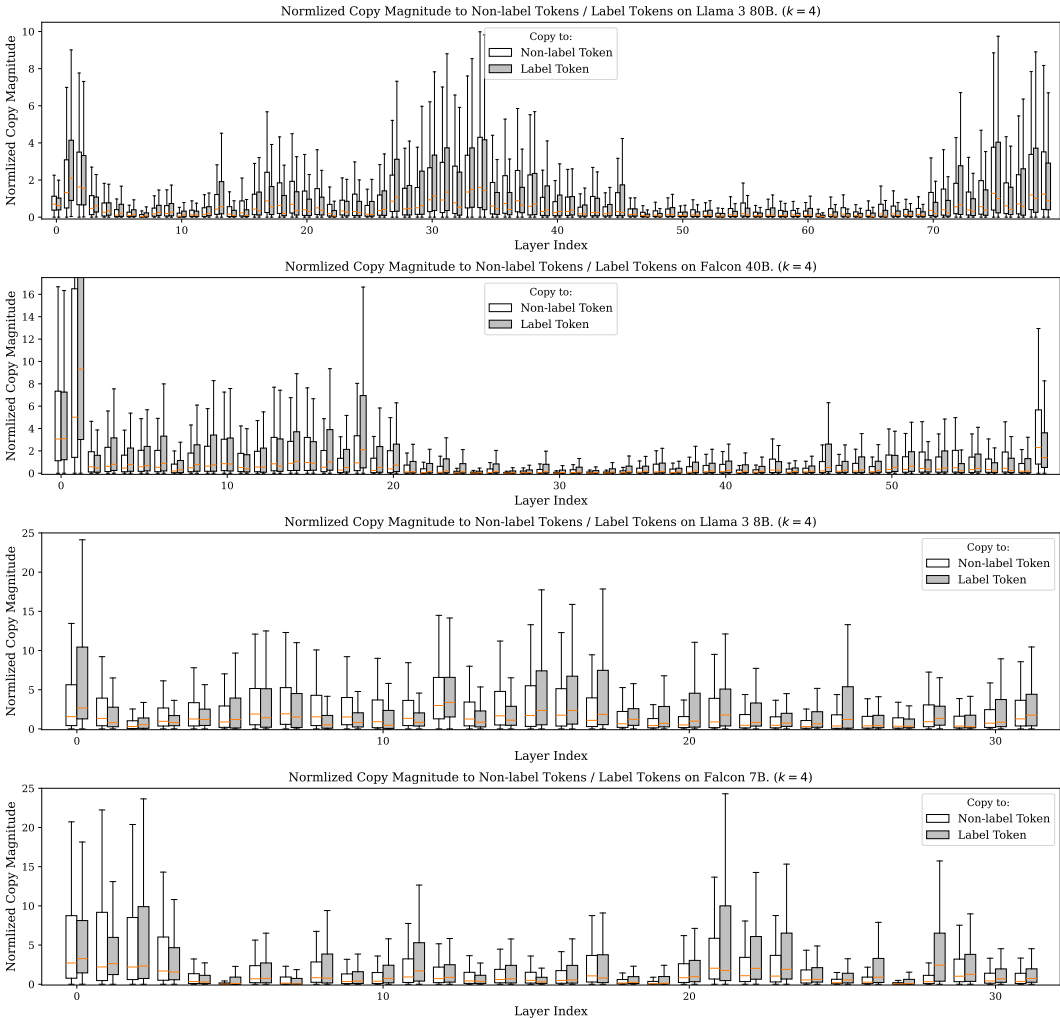 Normlized Copy Magnitude to Non-label Tokens / Label Tokens on Llama 3 80B. (k = 4)
Normlized Copy Magnitude
10
8
6
4
2
0
Copy to:
Non-label Token
Label Token
0 10 20 30 40 50 60 70
Layer Index
Normlized Copy Magnitude to Non-label Tokens / Label Tokens on Falcon 40B. (k = 4)
Normlized Copy Magnitude
16
14
12
10
8
6
4
2
0
Copy to:
Non-label Token
Label Token
0 10 20 30 40 50
Layer Index
Normlized Copy Magnitude to Non-label Tokens / Label Tokens on Llama 3 8B. (k = 4)
Normlized Copy Magnitude
25
20
15
10
5
0
Copy to:
Non-label Token
Label Token
0 10 20 30
Layer Index
Normlized Copy Magnitude to Non-label Tokens / Label Tokens on Falcon 7B. (k = 4)
Normlized Copy Magnitude
25
20
15
10
5
0
Copy to:
Non-label Token
Label Token
0 10 20 30
Layer Index